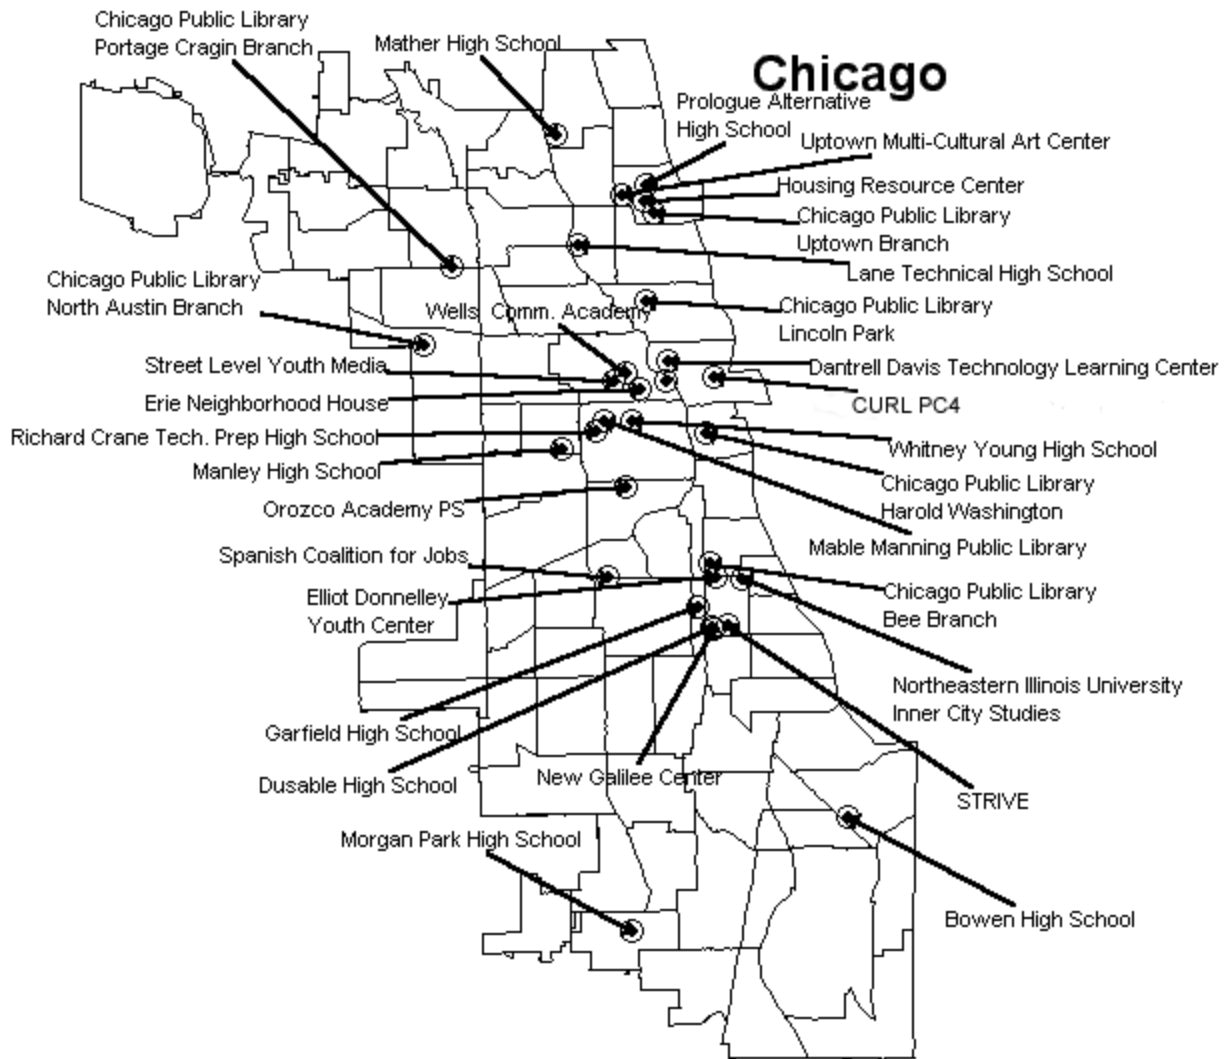 Chicago Public Library
Portage Cragin Branch
Mather High School
Chicago
Prologue Alternative
High School
Uptown Multi-Cultural Art Center
Housing Resource Center
Chicago Public Library
Uptown Branch
Lane Technical High School
Chicago Public Library
North Austin Branch
Wells Comm. Academy
Chicago Public Library
Lincoln Park
Street Level Youth Media
Dantrell Davis Technology Learning Center
Erie Neighborhood House
CURL PC4
Richard Crane Tech. Prep High School
Whitney Young High School
Manley High School
Chicago Public Library
Harold Washington
Orozco Academy PS
Mable Manning Public Library
Spanish Coalition for Jobs
Chicago Public Library
Bee Branch
Elliot Donnelley
Youth Center
Northeastern Illinois University
Inner City Studies
Garfield High School
Dusable High School
New Galilee Center
STRIVE
Morgan Park High School
Bowen High School